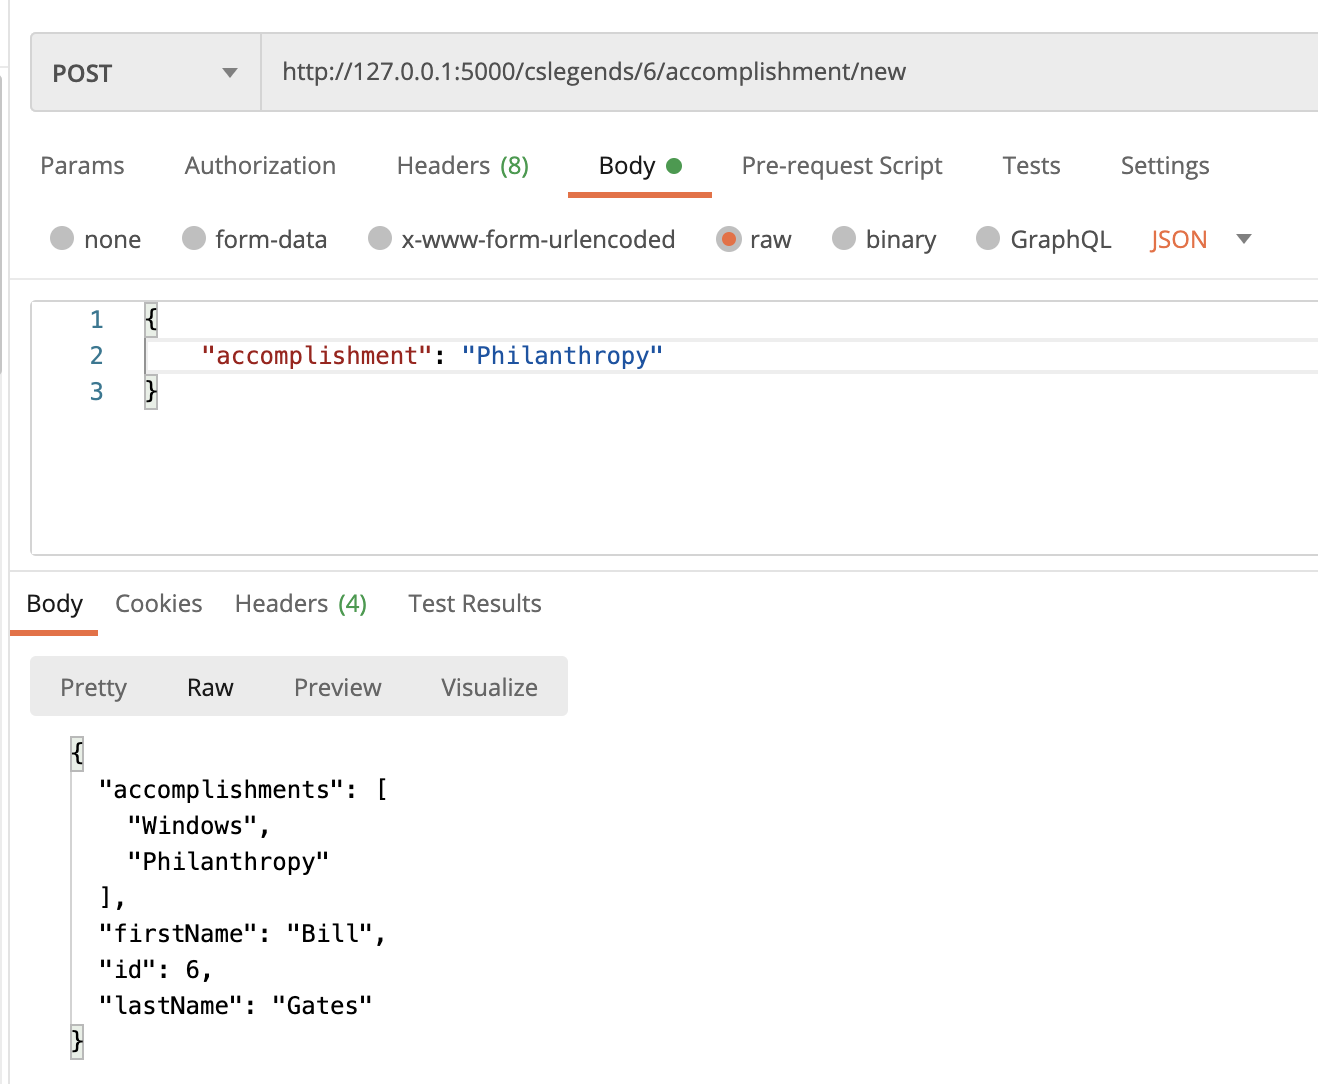 POST http://127.0.0.1:5000/cslegends/6/accomplishment/new
Params Authorization Headers (8) Body Pre-request Script Tests Settings
none form-data x-www-form-urlencoded raw binary GraphQL JSON
1 {
2 "accomplishment": "Philanthropy"
3 }
Body Cookies Headers (4) Test Results
Pretty Raw Preview Visualize
{
"accomplishments": [
"Windows",
"Philanthropy"
],
"firstName": "Bill",
"id": 6,
"lastName": "Gates"
}